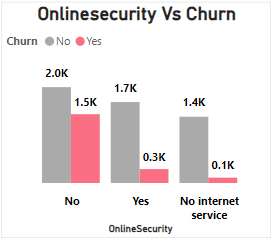 Onlinesecurity Vs Churn
Churn No Yes
2.0K
1.5K
1.7K
0.3K
1.4K
0.1K
No
Yes
No internet
service
OnlineSecurity